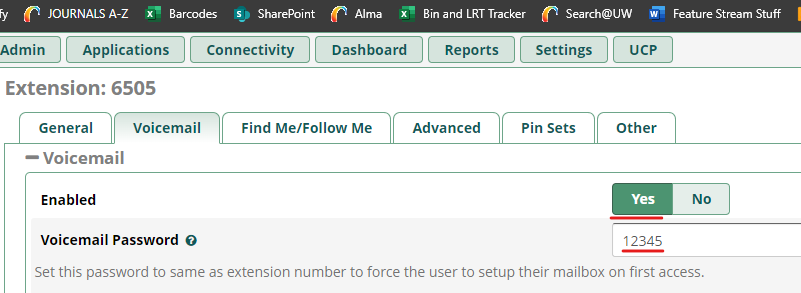 fy JOURNALS A-Z Barcodes SharePoint Alma Bin and LRT Tracker Search@UW Feature Stream Stuff
Admin Applications Connectivity Dashboard Reports Settings UCP
Extension: 6505
General Voicemail Find Me/Follow Me Advanced Pin Sets Other
Voicemail
Enabled Yes No
Voicemail Password 12345
Set this password to same as extension number to force the user to setup their mailbox on first access.